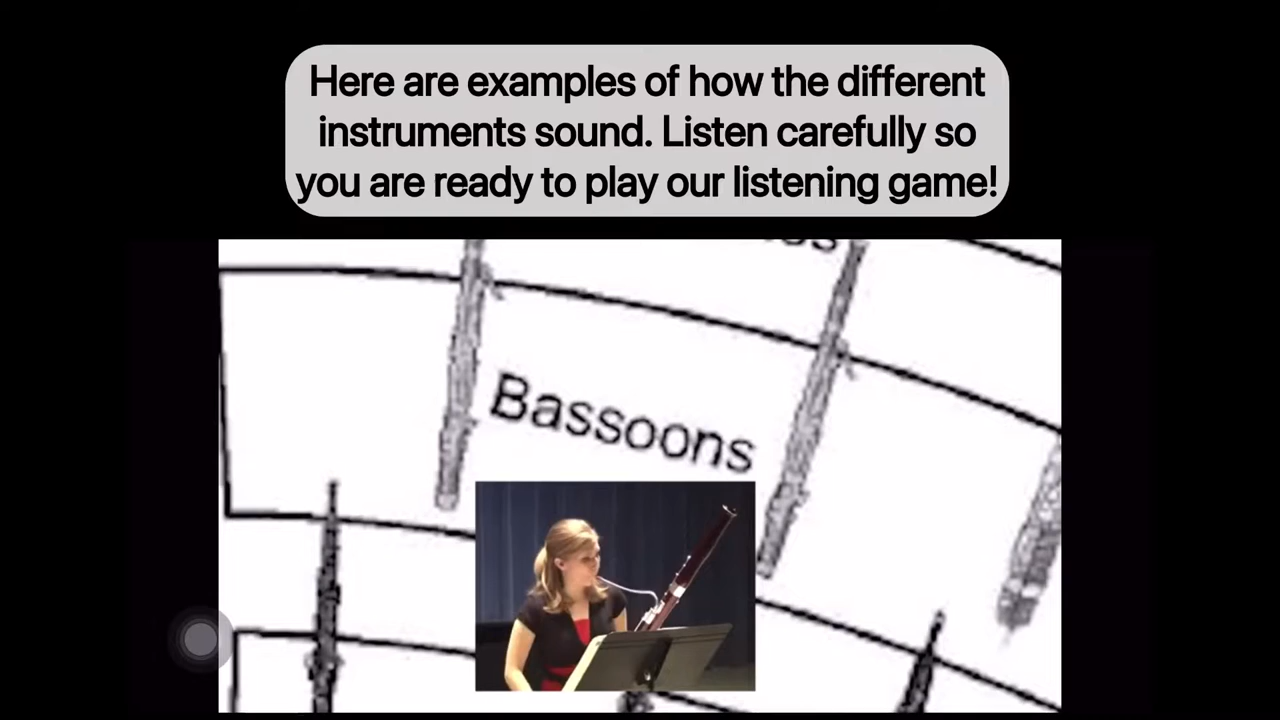 Here are examples of how the different
instruments sound. Listen carefully so
you are ready to play our listening game!
Bassoons